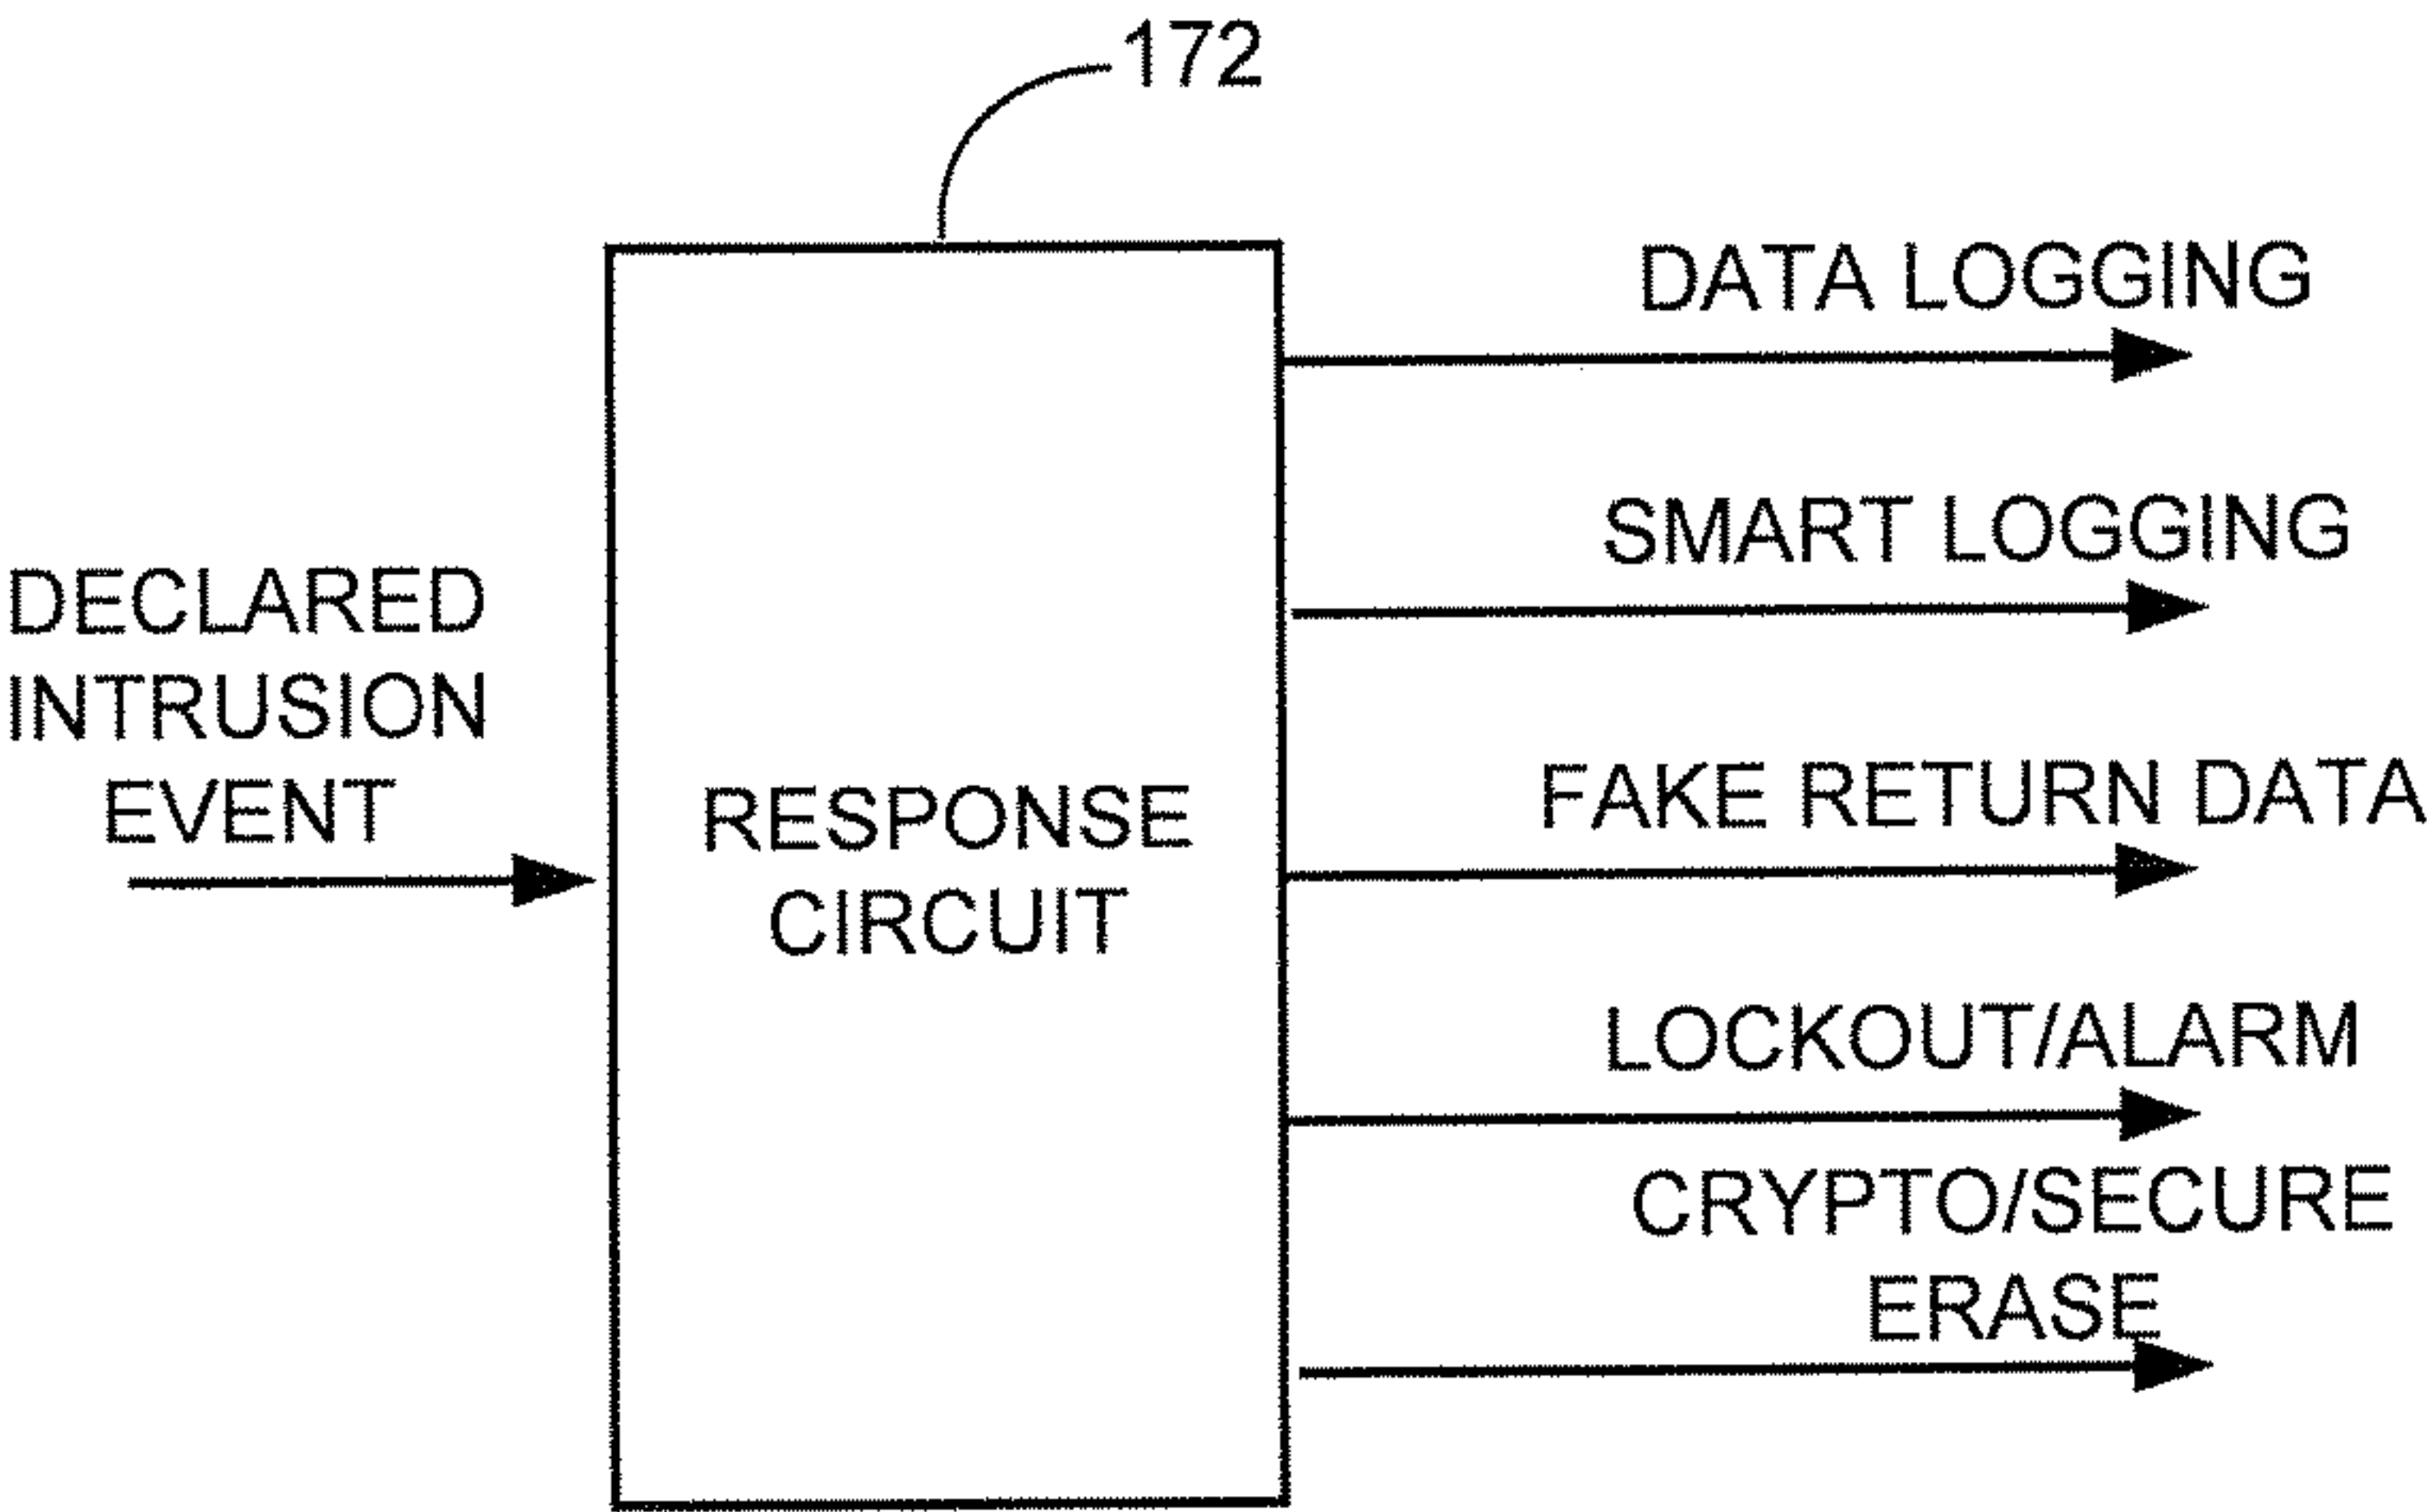 172
DATA LOGGING
SMART LOGGING
DECLARED
INTRUSION
EVENT
RESPONSE
CIRCUIT
FAKE RETURN DATA
LOCKOUT/ALARM
CRYPTO/SECURE
ERASE